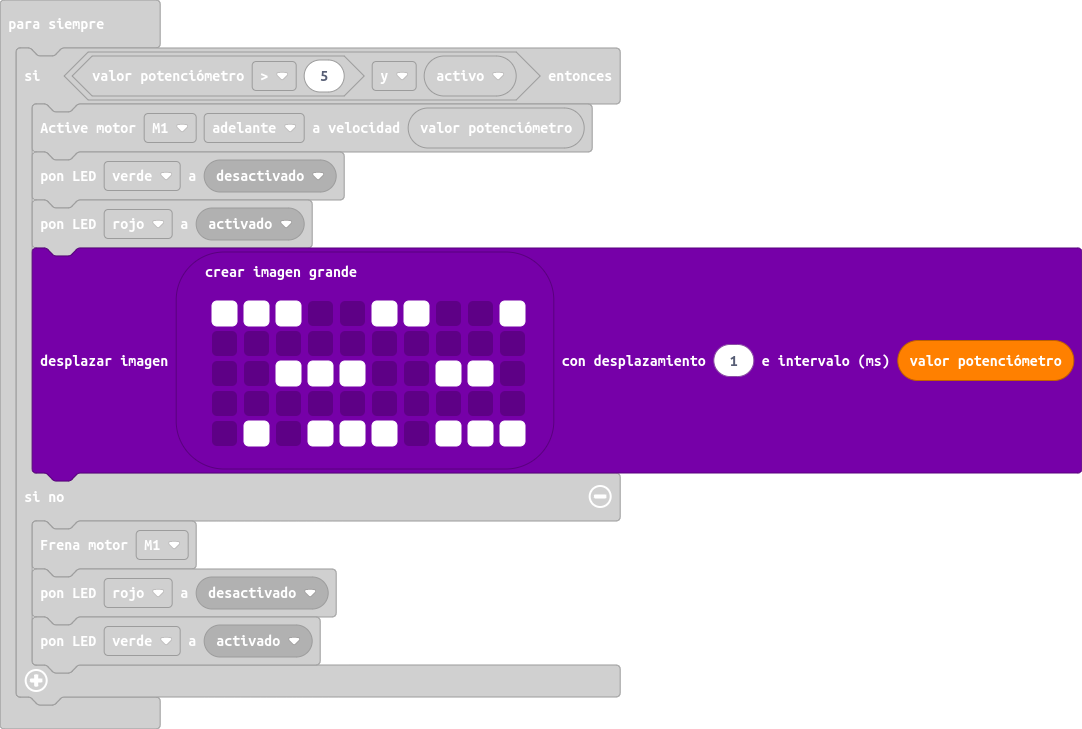 para siempre
si valor potenciómetro > 5 y activo entonces
Active motor M1 adelante a velocidad valor potenciómetro
pon LED verde a desactivado
pon LED rojo a activado
crear imagen grande
desplazar imagen con desplazamiento 1 e intervalo (ms) valor potenciómetro
si no
Frena motor M1
pon LED rojo a desactivado
pon LED verde a activado